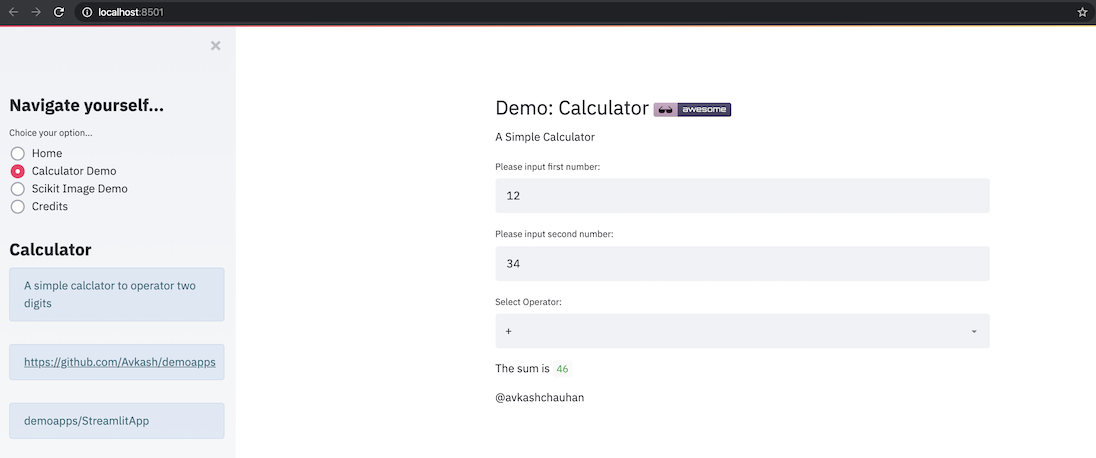 localhost:8501
Navigate yourself...
Choice your option...
Home
Calculator Demo
Scikit Image Demo
Credits
Calculator
A simple calclator to operator two
digits
https://github.com/Avkash/demoapps
demoapps/StreamlitApp
Demo: Calculator awesome
A Simple Calculator
Please input first number:
12
Please input second number:
34
Select Operator:
+
The sum is 46
@avkashchauhan